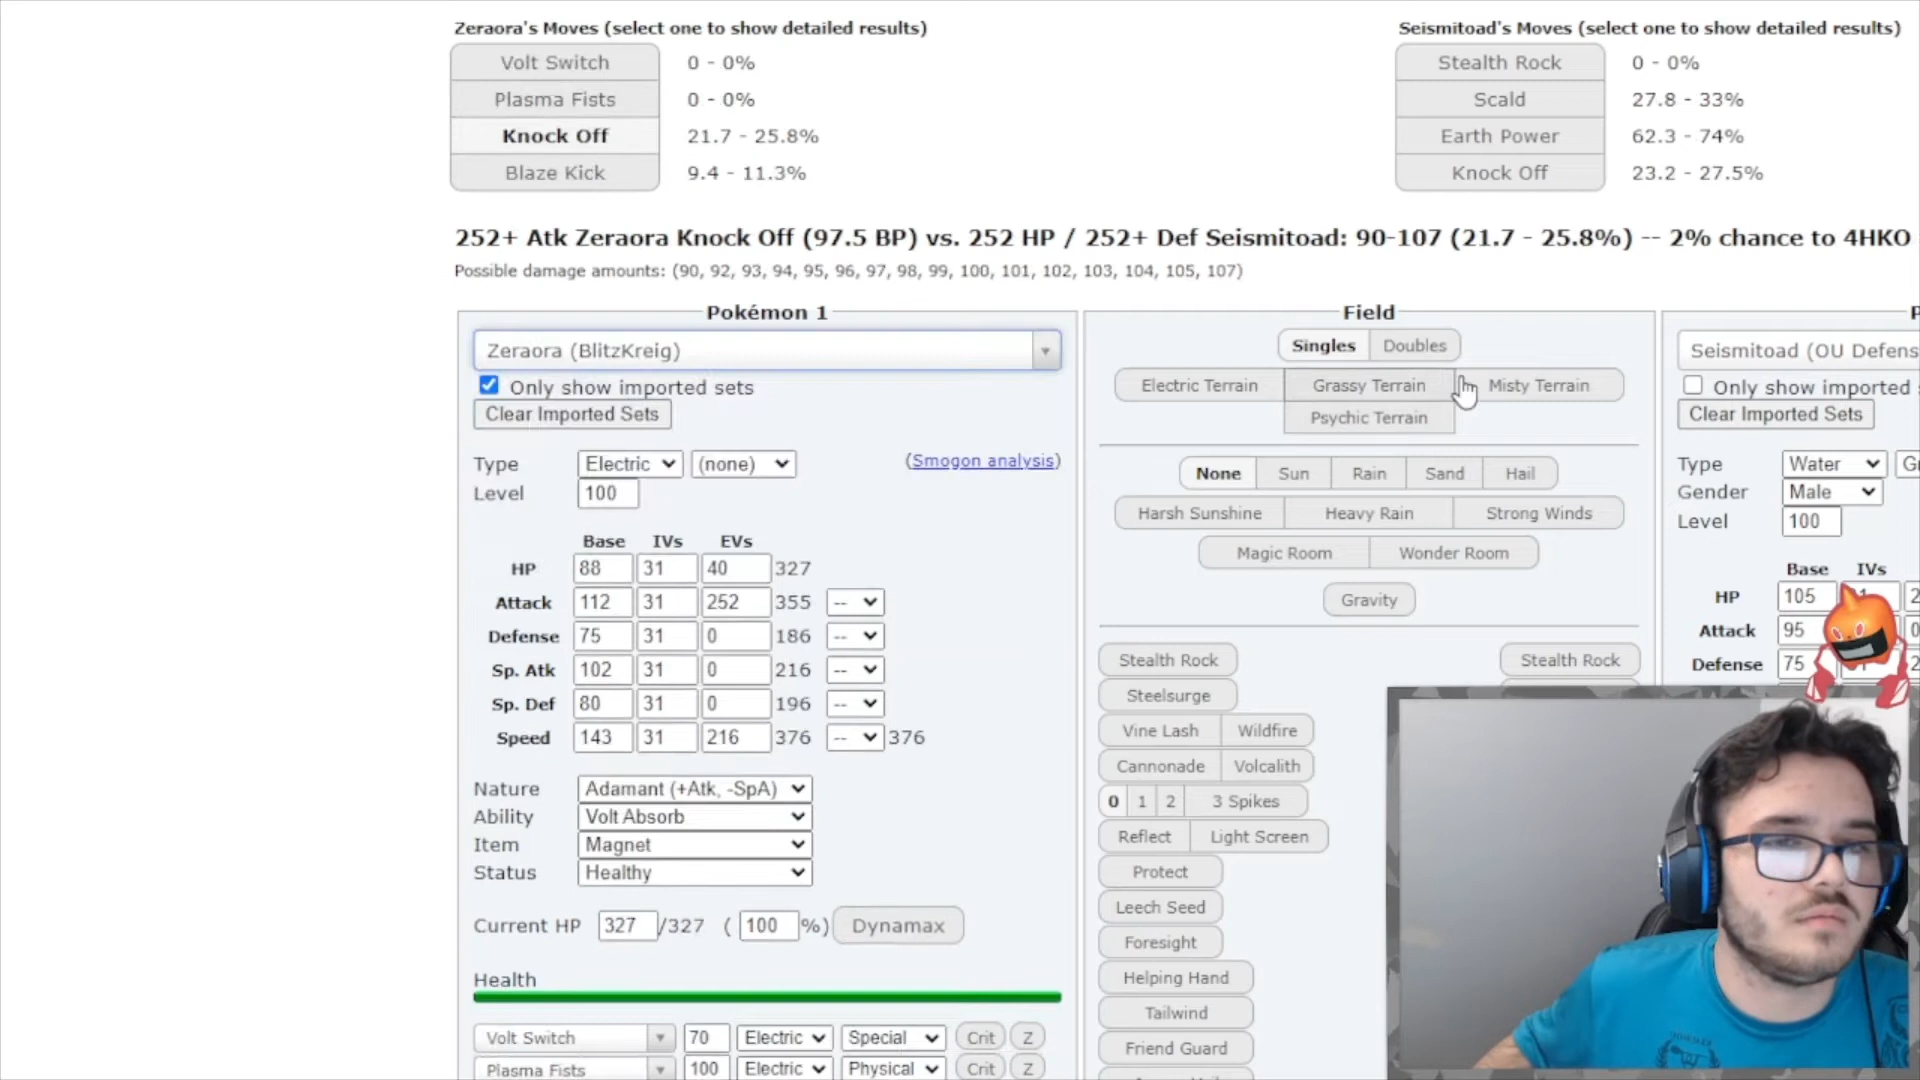 Zeraora's Moves (select one to show detailed results)
Seismitoad's Moves (select one to show detailed results)
Volt Switch 0 - 0%
Stealth Rock 0 - 0%
Plasma Fists 0 - 0%
Scald 27.8 - 33%
Knock Off 21.7 - 25.8%
Earth Power 62.3 - 74%
Blaze Kick 9.4 - 11.3%
Knock Off 23.2 - 27.5%
252+ Atk Zeraora Knock Off (97.5 BP) vs. 252 HP / 252+ Def Seismitoad: 90-107 (21.7 - 25.8%) -- 2% chance to 4HKO
Possible damage amounts: (90, 92, 93, 94, 95, 96, 97, 98, 99, 100, 101, 102, 103, 104, 105, 107)
Pokémon 1
Zeraora (BlitzKreig)
Only show imported sets
Clear Imported Sets
Type Electric (none) (Smogon analysis)
Level 100
Base IVs EVs
HP 88 31 40 327
Attack 112 31 252 355 --
Defense 75 31 0 186 --
Sp. Atk 102 31 0 216 --
Sp. Def 80 31 0 196 --
Speed 143 31 216 376 -- 376
Nature Adamant (+Atk, -SpA)
Ability Volt Absorb
Item Magnet
Status Healthy
Current HP 327 /327 ( 100 %) Dynamax
Health
Volt Switch 70 Electric Special Crit Z
Plasma Fists 100 Electric Physical Crit Z
Field
Singles Doubles
Electric Terrain Grassy Terrain Misty Terrain
Psychic Terrain
None Sun Rain Sand Hail
Harsh Sunshine Heavy Rain Strong Winds
Magic Room Wonder Room
Gravity
Stealth Rock Stealth Rock
Steelsurge
Vine Lash Wildfire
Cannonade Volcalith
0 1 2 3 Spikes
Reflect Light Screen
Protect
Leech Seed
Foresight
Helping Hand
Tailwind
Friend Guard
Seismitoad (OU Defens
Only show imported
Clear Imported Sets
Type Water
Gender Male
Level 100
Base IVs
HP 105
Attack 95
Defense 75